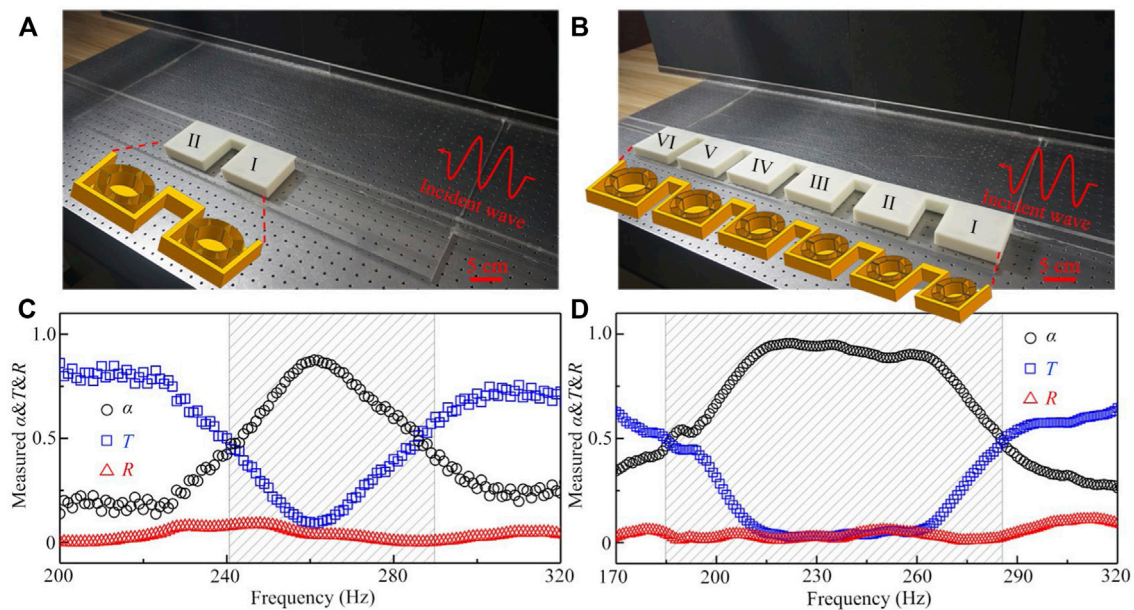 A
II
I
Incident wave
5 cm
B
VI
V
IV
III
II
I
Incident wave
5 cm
C
Measured α&T&R
1.0
0.5
0
α
T
R
200
240
280
320
Frequency (Hz)
D
Measured α&T&R
1.0
0.5
0
α
T
R
170
200
230
260
290
320
Frequency (Hz)